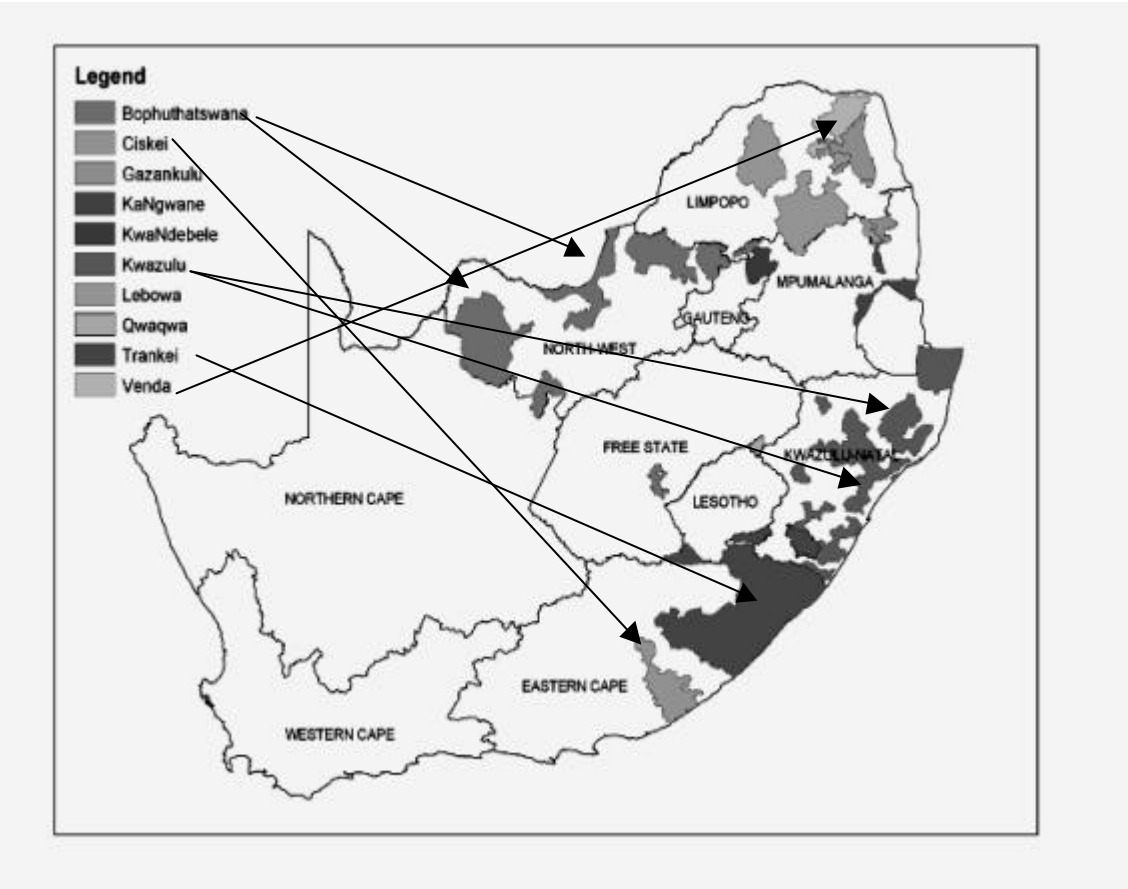 Legend
Bophuthatswana
Ciskei
Gazankulu
KaNgwane
KwaNdebele
Kwazulu
Lebowa
Qwaqwa
Trankei
Venda
LIMPOPO
MPUMALANGA
GAUTENG
NORTH-WEST
FREE STATE
KWAZULU-NATAL
LESOTHO
NORTHERN CAPE
EASTERN CAPE
WESTERN CAPE